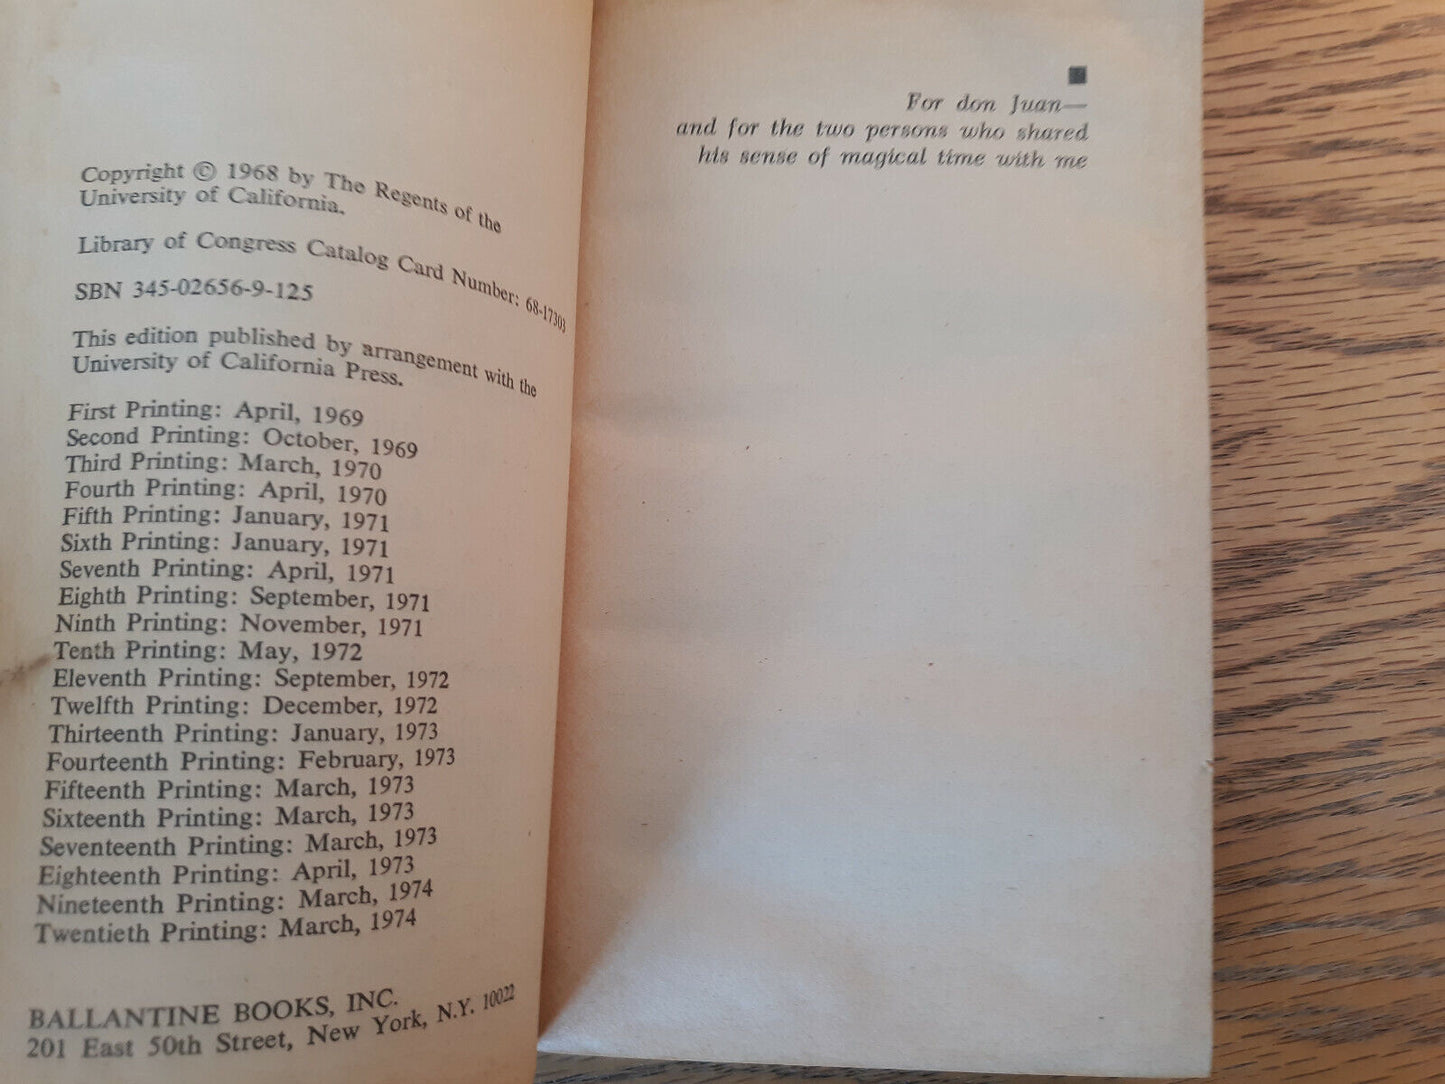 Copyright © 1968 by The Regents of the
University of California.
Library of Congress Catalog Card Number: 68-17303
SBN 345-02656-9-125
This edition published by arrangement with the
University of California Press.
First Printing: April, 1969
Second Printing: October, 1969
Third Printing: March, 1970
Fourth Printing: April, 1970
Fifth Printing: January, 1971
Sixth Printing: January, 1971
Seventh Printing: April, 1971
Eighth Printing: September, 1971
Ninth Printing: November, 1971
Tenth Printing: May, 1972
Eleventh Printing: September, 1972
Twelfth Printing: December, 1972
Thirteenth Printing: January, 1973
Fourteenth Printing: February, 1973
Fifteenth Printing: March, 1973
Sixteenth Printing: March, 1973
Seventeenth Printing: March, 1973
Eighteenth Printing: April, 1973
Nineteenth Printing: March, 1974
Twentieth Printing: March, 1974
BALLANTINE BOOKS, INC.
201 East 50th Street, New York, N.Y. 10022
For don Juan—
and for the two persons who shared
his sense of magical time with me